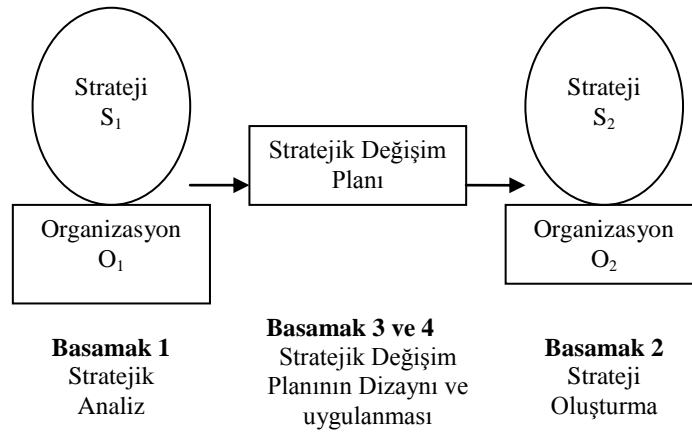 Strateji
S₁
Organizasyon
O₁
Stratejik Değişim
Planı
Strateji
S₂
Organizasyon
O₂
Basamak 1
Stratejik
Analiz
Basamak 3 ve 4
Stratejik Değişim
Planının Dizaynı ve
uygulanması
Basamak 2
Strateji
Oluşturma